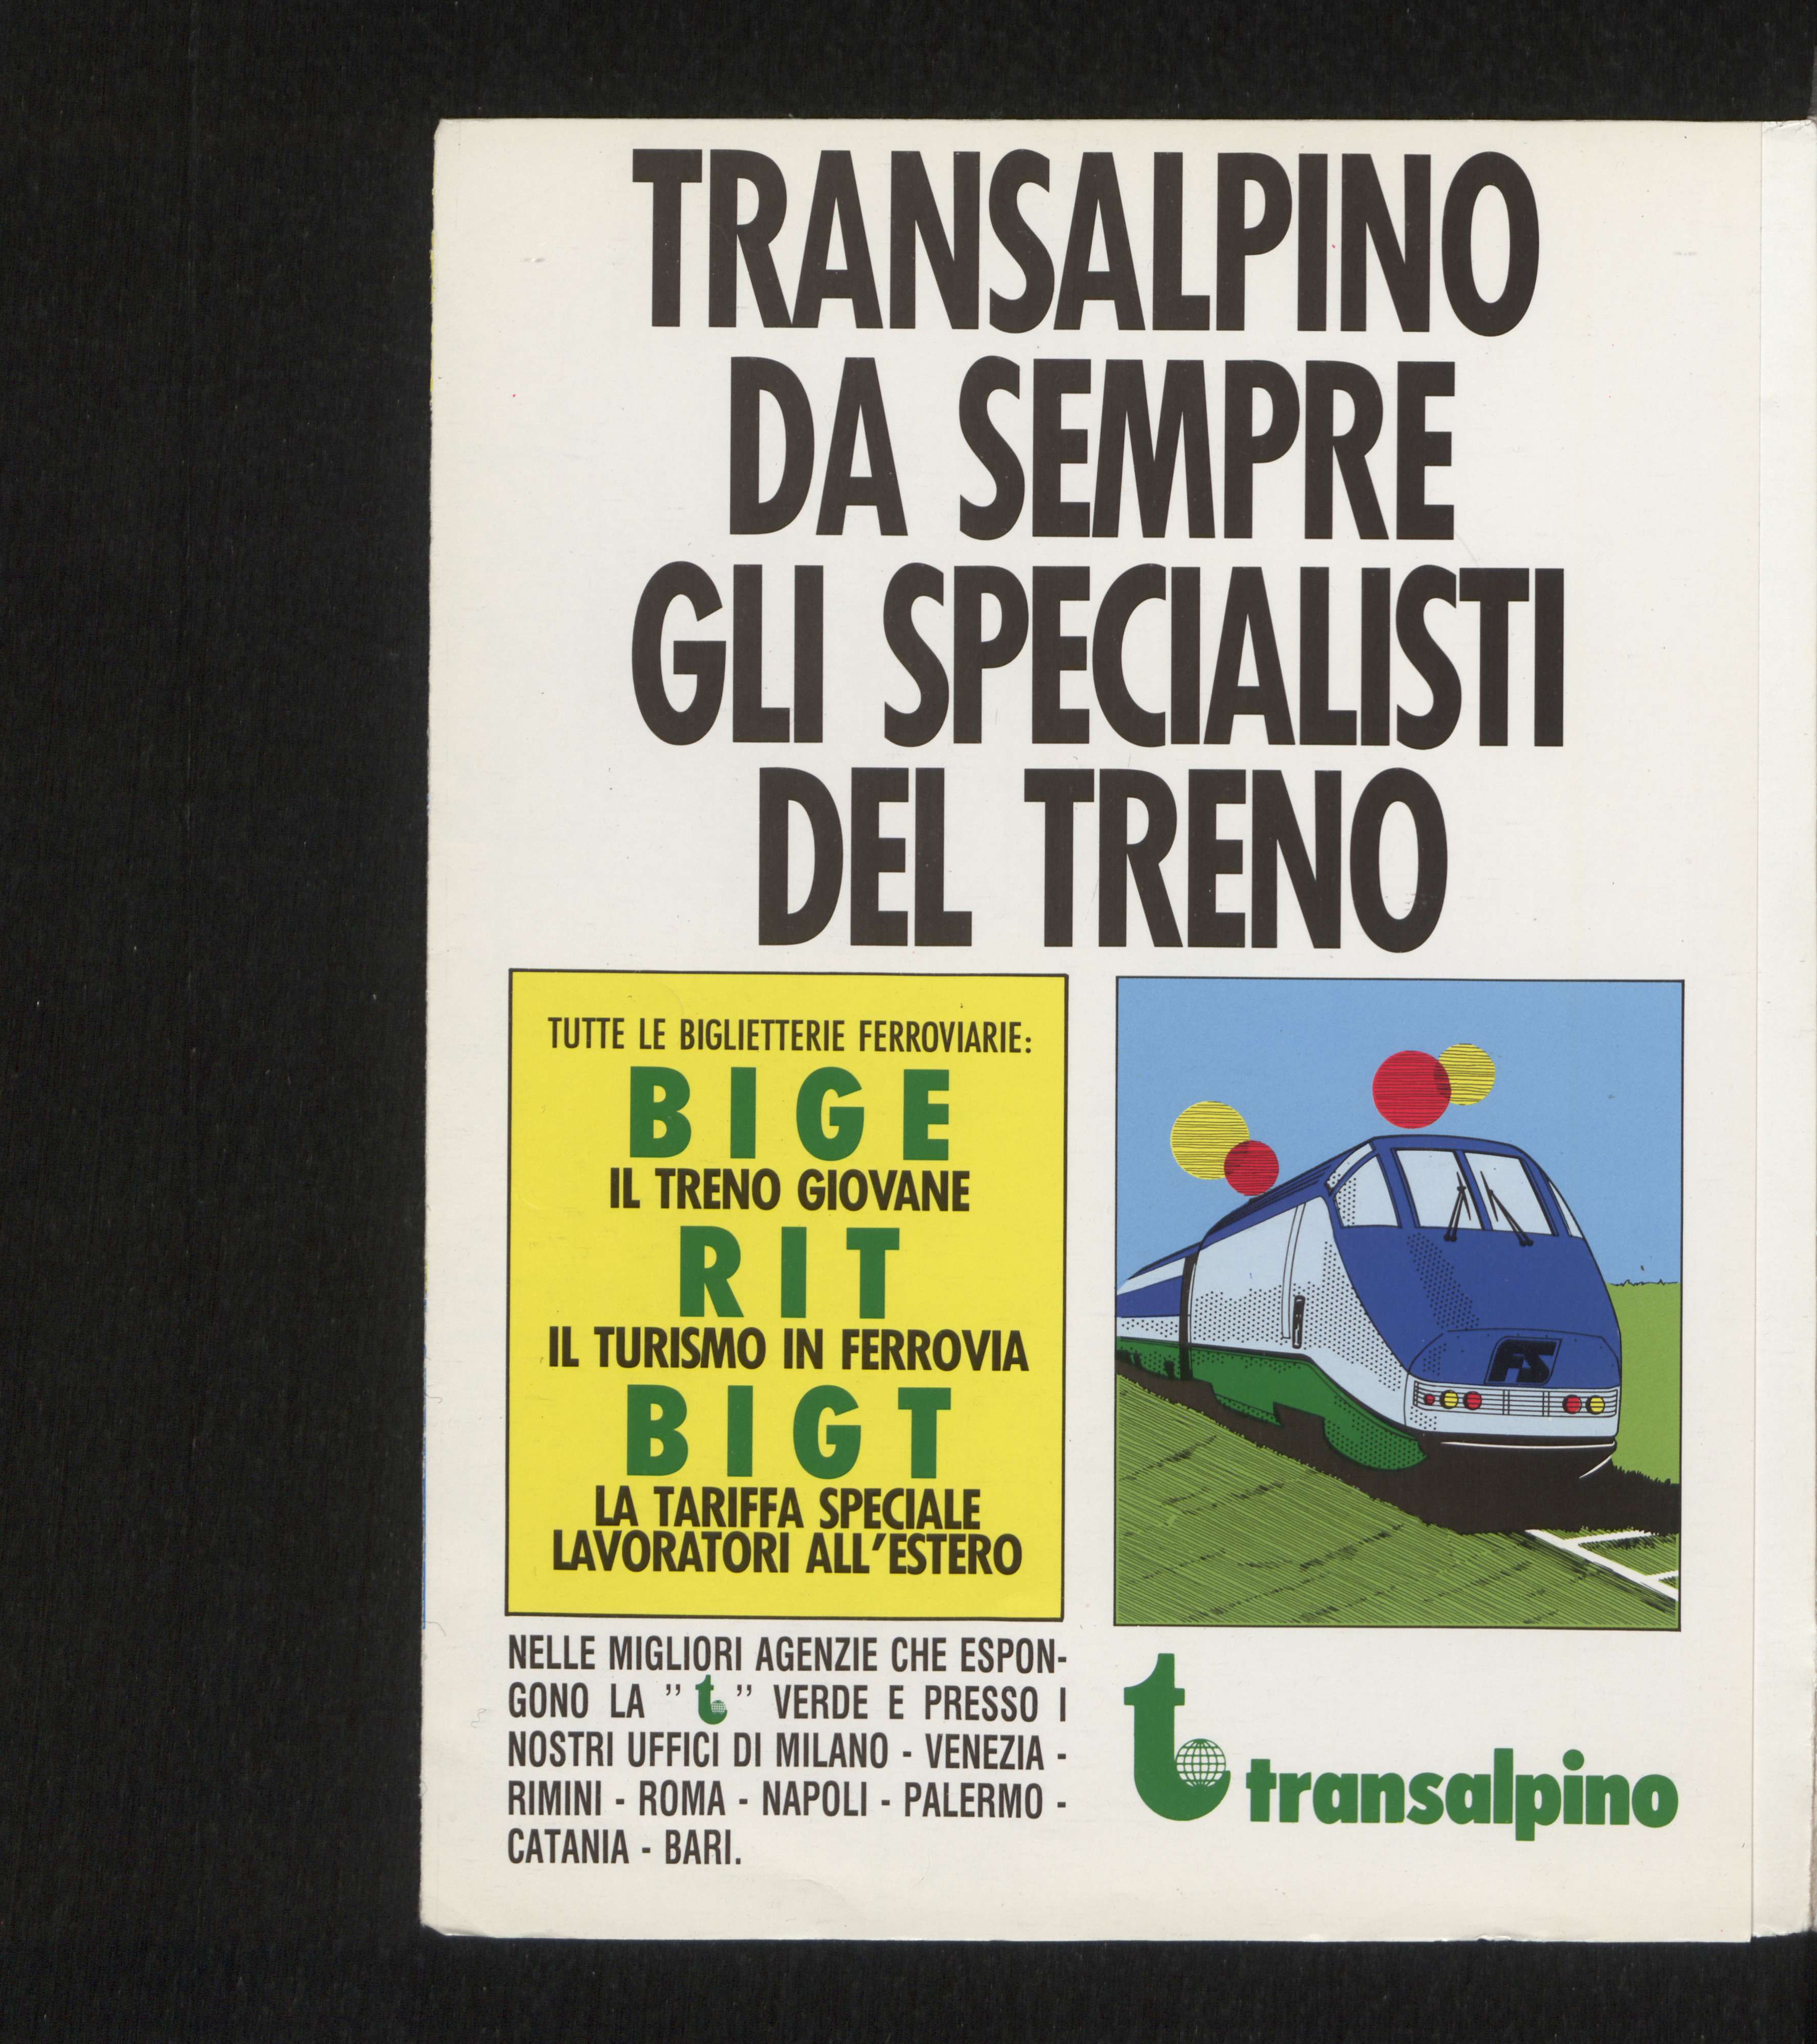 TRANSALPINO
DA SEMPRE
GLI SPECIALISTI
DEL TRENO
TUTTE LE BIGLIETTERIE FERROVIARIE:
BIGE
IL TRENO GIOVANE
RIT
IL TURISMO IN FERROVIA
BIGT
LA TARIFFA SPECIALE
LAVORATORI ALL'ESTERO
FS
NELLE MIGLIORI AGENZIE CHE ESPON-
GONO LA "t" VERDE E PRESSO I
NOSTRI UFFICI DI MILANO - VENEZIA -
RIMINI - ROMA - NAPOLI - PALERMO -
CATANIA - BARI.
t transalpino